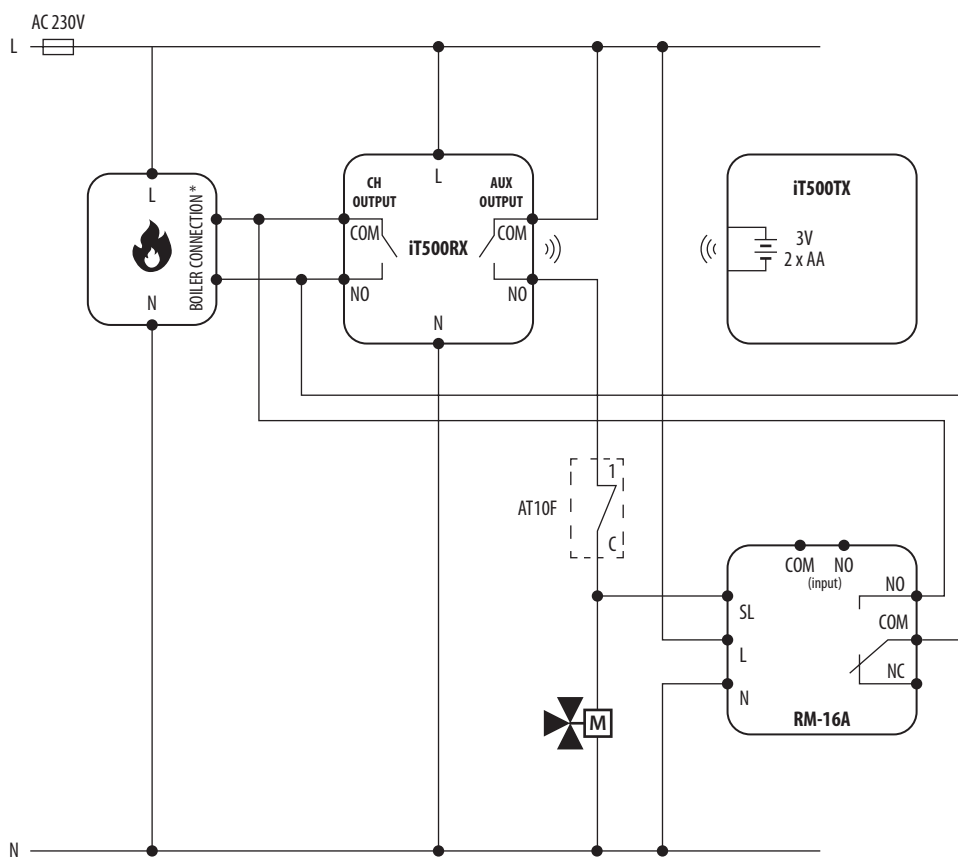 AC 230V
L
L
N
BOILER CONNECTION *
CH
OUTPUT
L
AUX
OUTPUT
COM
iT500RX
COM
NO
NO
N
iT500TX
3V
2 x AA
AT10F
1
C
COM NO
(input)
NO
SL
COM
L
NC
N
RM-16A
M
N